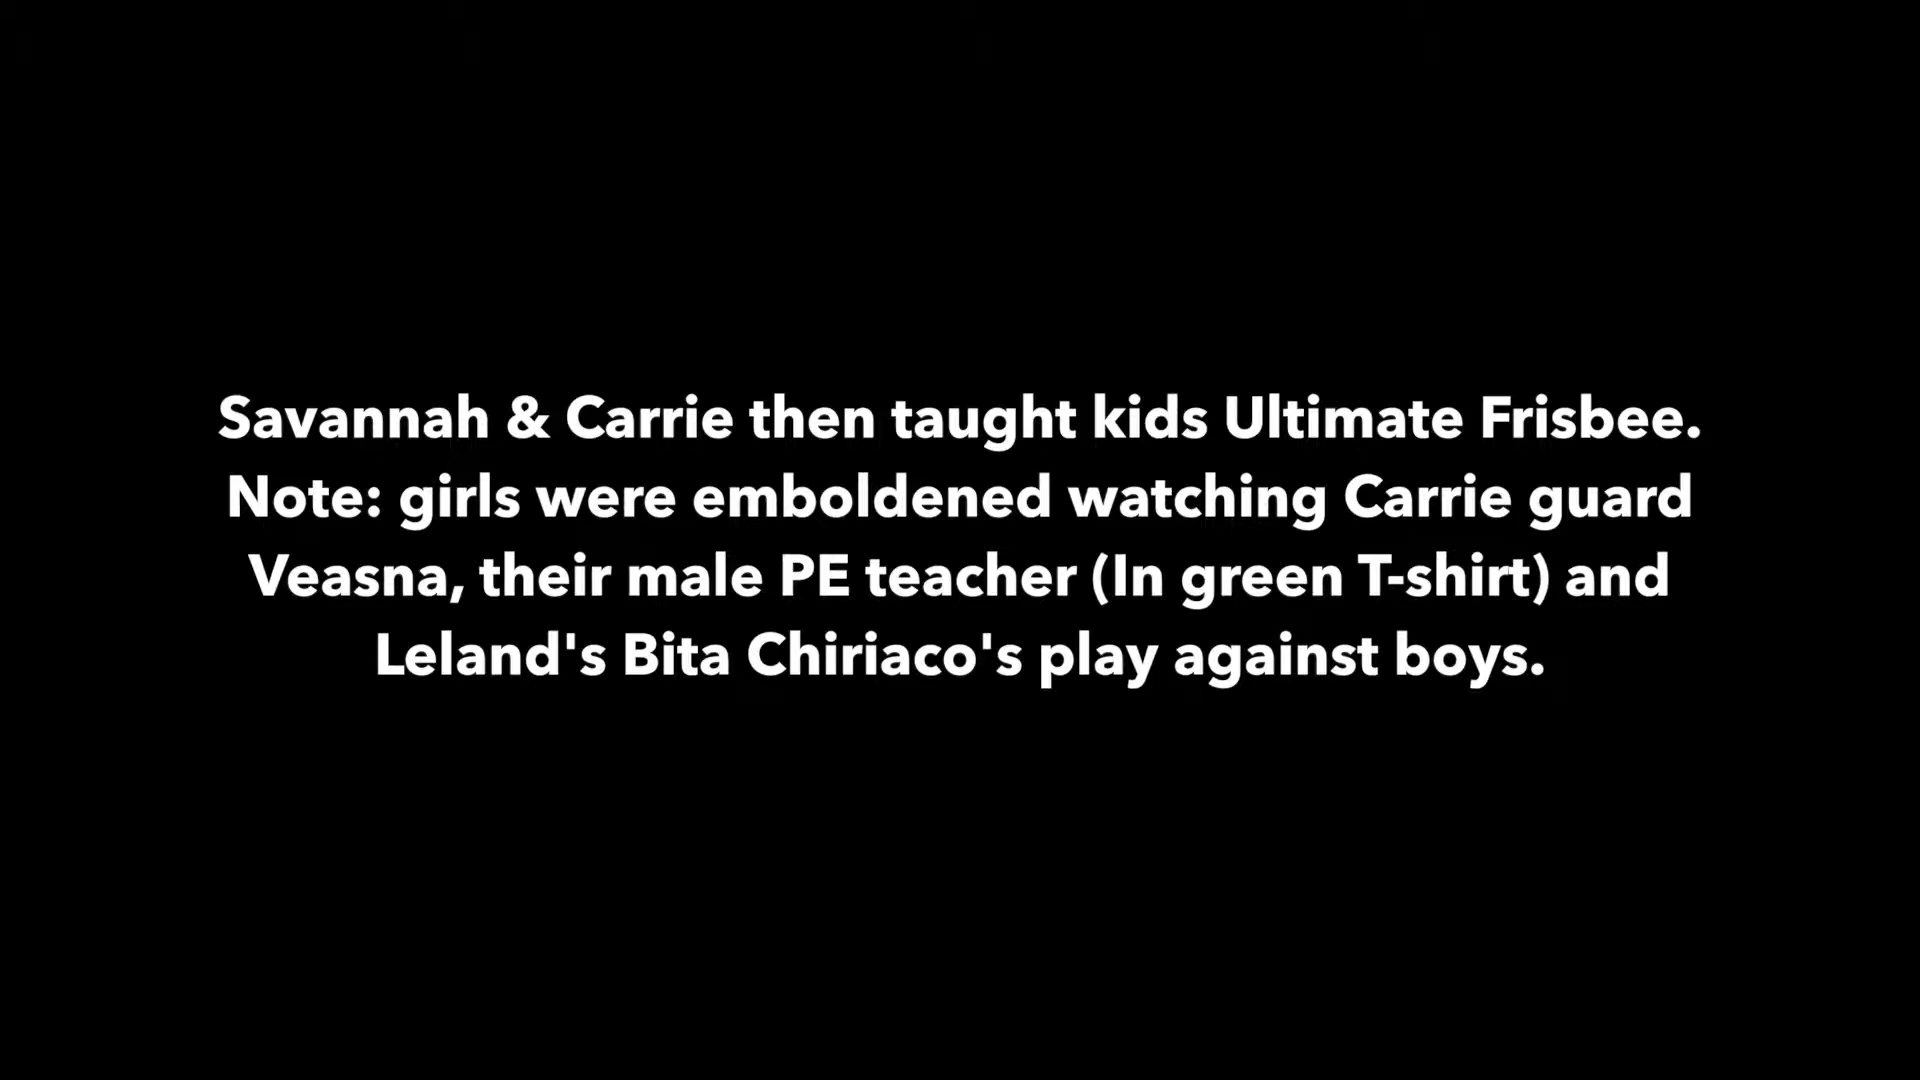 Savannah & Carrie then taught kids Ultimate Frisbee.
Note: girls were emboldened watching Carrie guard
Veasna, their male PE teacher (In green T-shirt) and
Leland's Bita Chiriaco's play against boys.